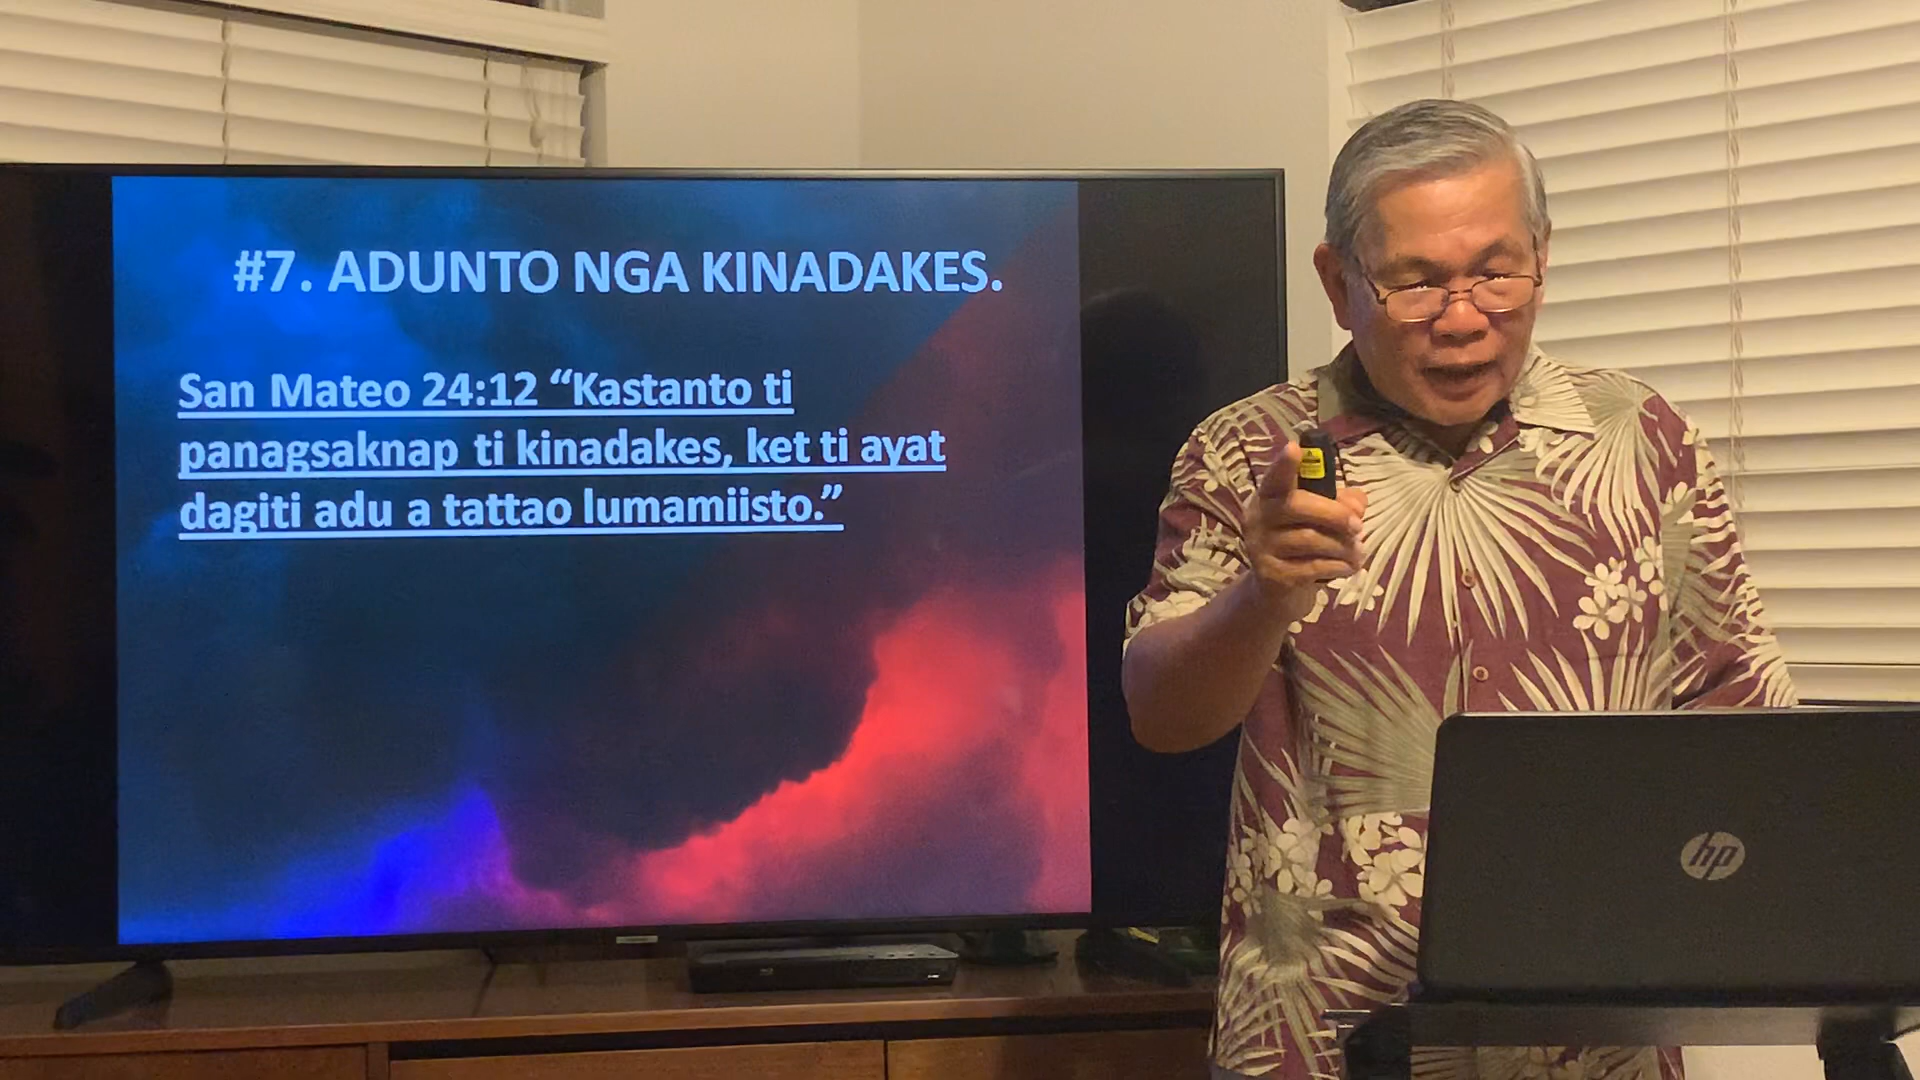 #7. ADUNTO NGA KINADAKES.
San Mateo 24:12 “Kastanto ti
panagsaknap ti kinadakes, ket ti ayat
dagiti adu a tattao lumamiisto.”
hp